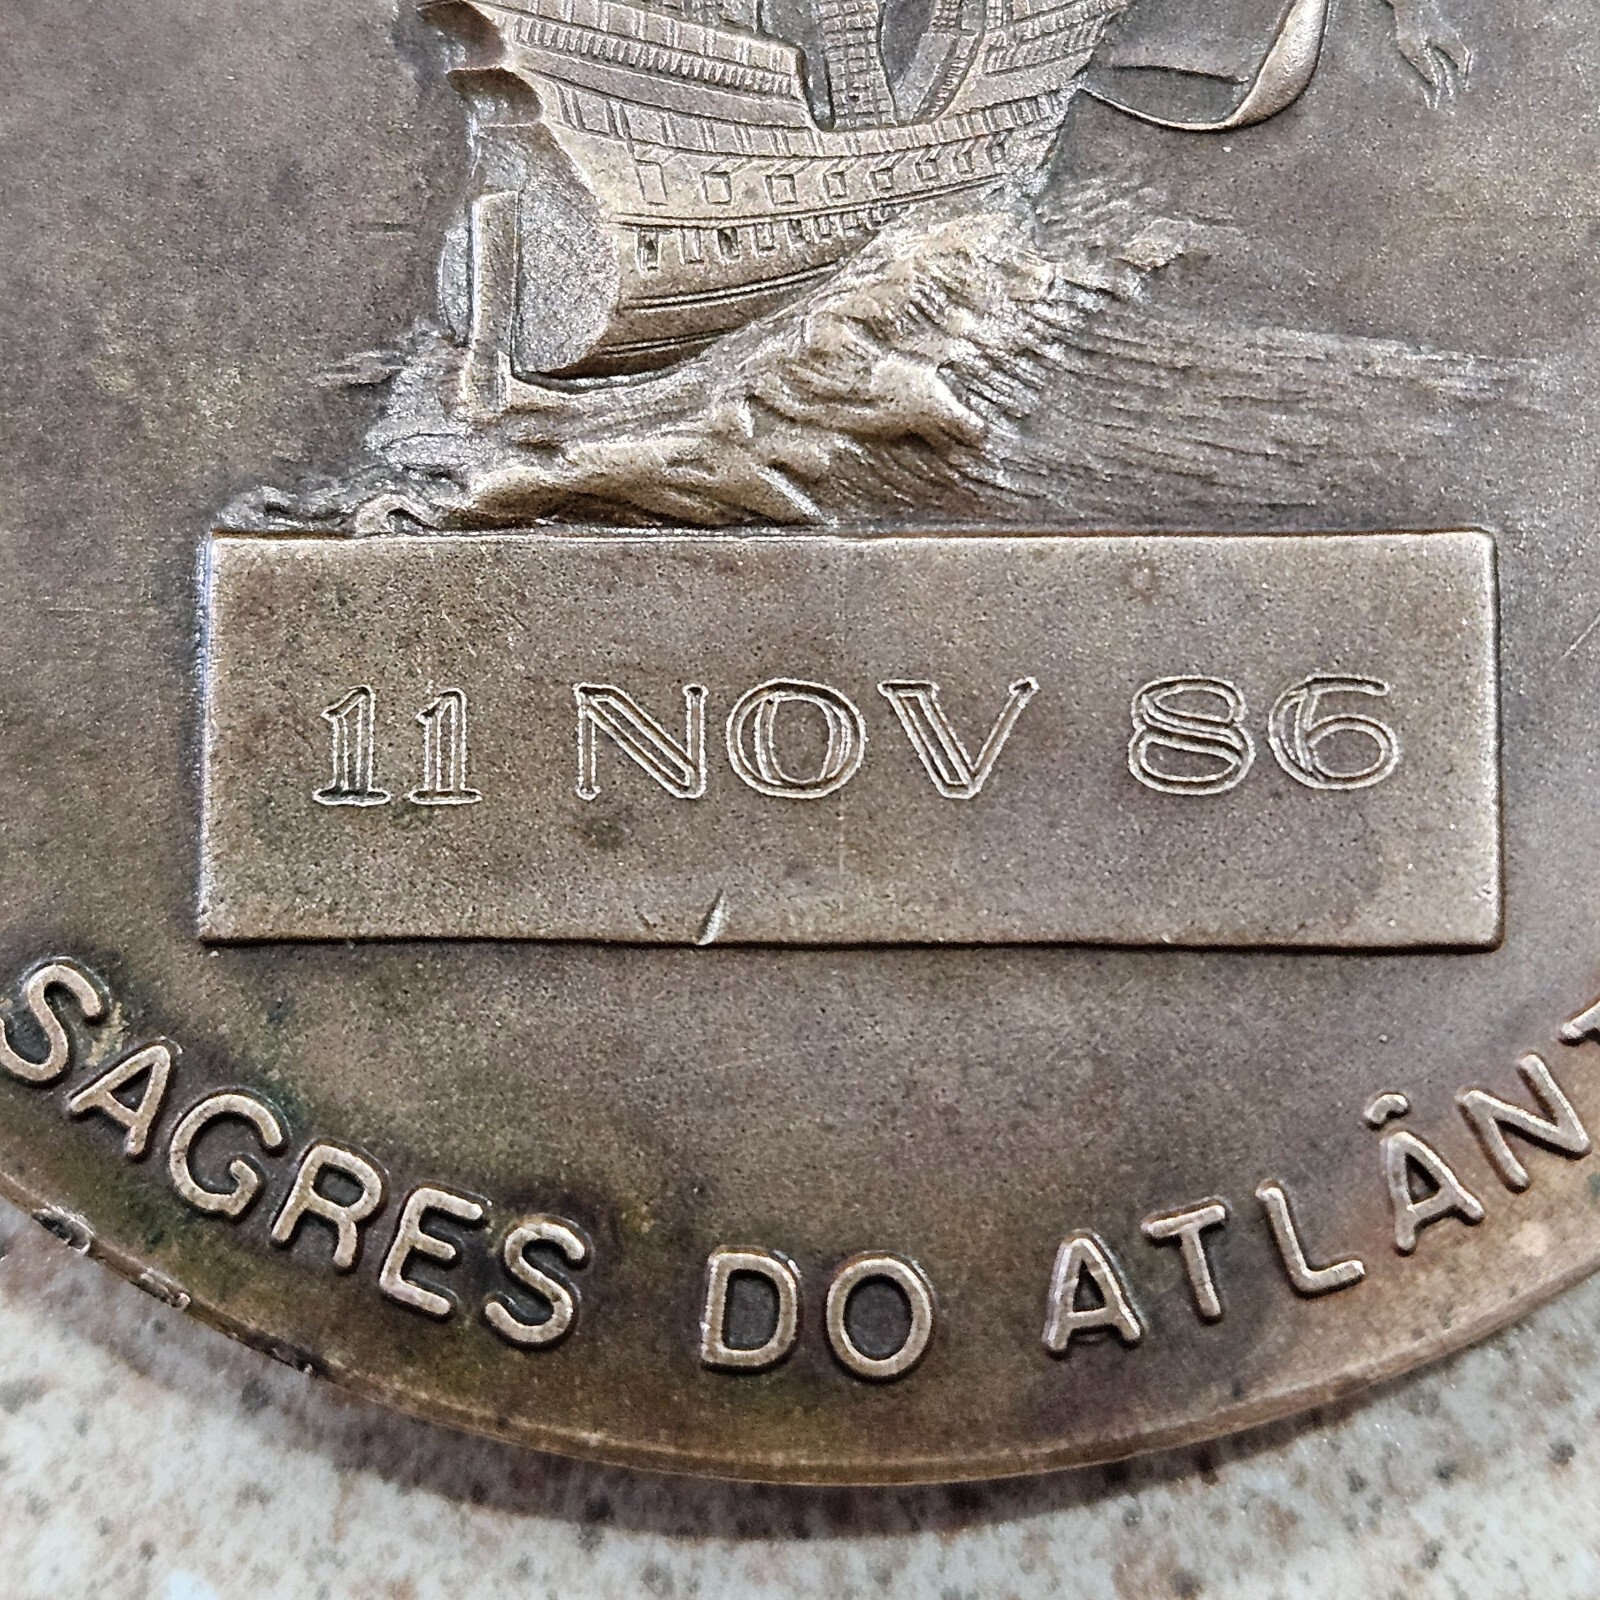 11 NOV 86
SAGRES DO ATLÂNT